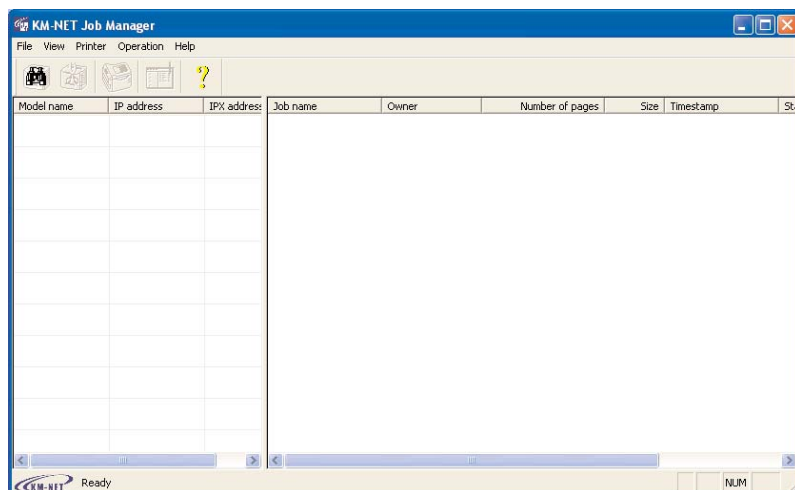 KM-NET Job Manager
File View Printer Operation Help
?
Model name IP address IPX address Job name Owner Number of pages Size Timestamp St
KM-NET Ready NUM